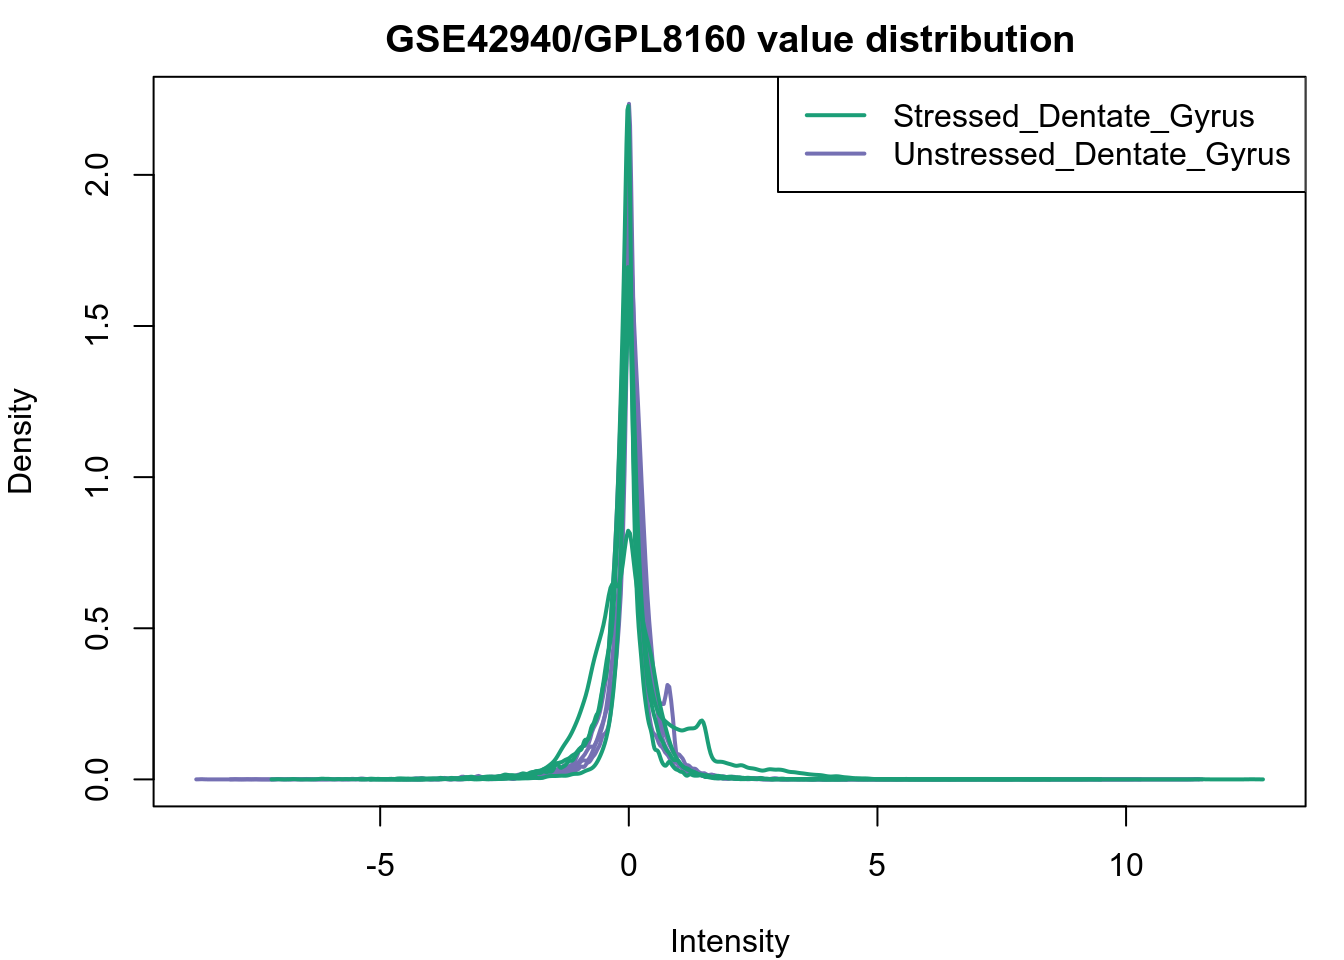 GSE42940/GPL8160 value distribution
Stressed_Dentate_Gyrus
Unstressed_Dentate_Gyrus
2.0
1.5
1.0
0.5
0.0
Density
-5 0 5 10
Intensity